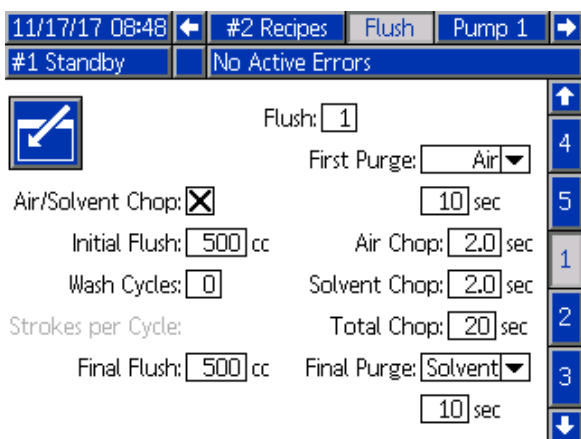 11/17/17 08:48 #2 Recipes Flush Pump 1
#1 Standby No Active Errors
Flush: 1
First Purge: Air
Air/Solvent Chop: X 10 sec
Initial Flush: 500 cc Air Chop: 2.0 sec
Wash Cycles: 0 Solvent Chop: 2.0 sec
Strokes per Cycle: Total Chop: 20 sec
Final Flush: 500 cc Final Purge: Solvent
10 sec
4
5
1
2
3